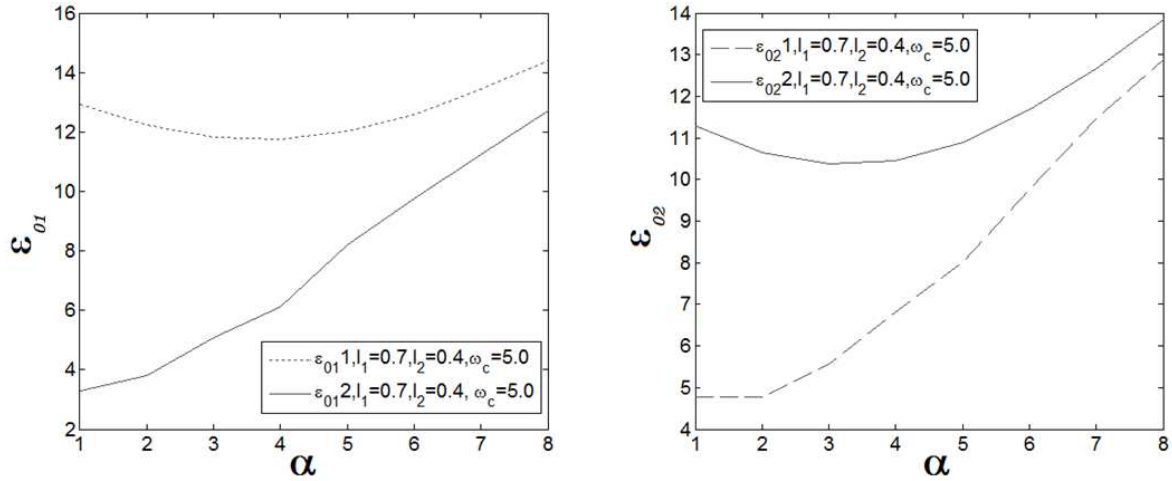 16
14
12
10
8
6
4
2
ε01
1 2 3 4 5 6 7 8
α
ε011,l1=0.7,l2=0.4,ωc=5.0
ε012,l1=0.7,l2=0.4, ωc=5.0
14
13
12
11
10
9
8
7
6
5
4
ε02
1 2 3 4 5 6 7 8
α
ε021,l1=0.7,l2=0.4,ωc=5.0
ε022,l1=0.7,l2=0.4,ωc=5.0